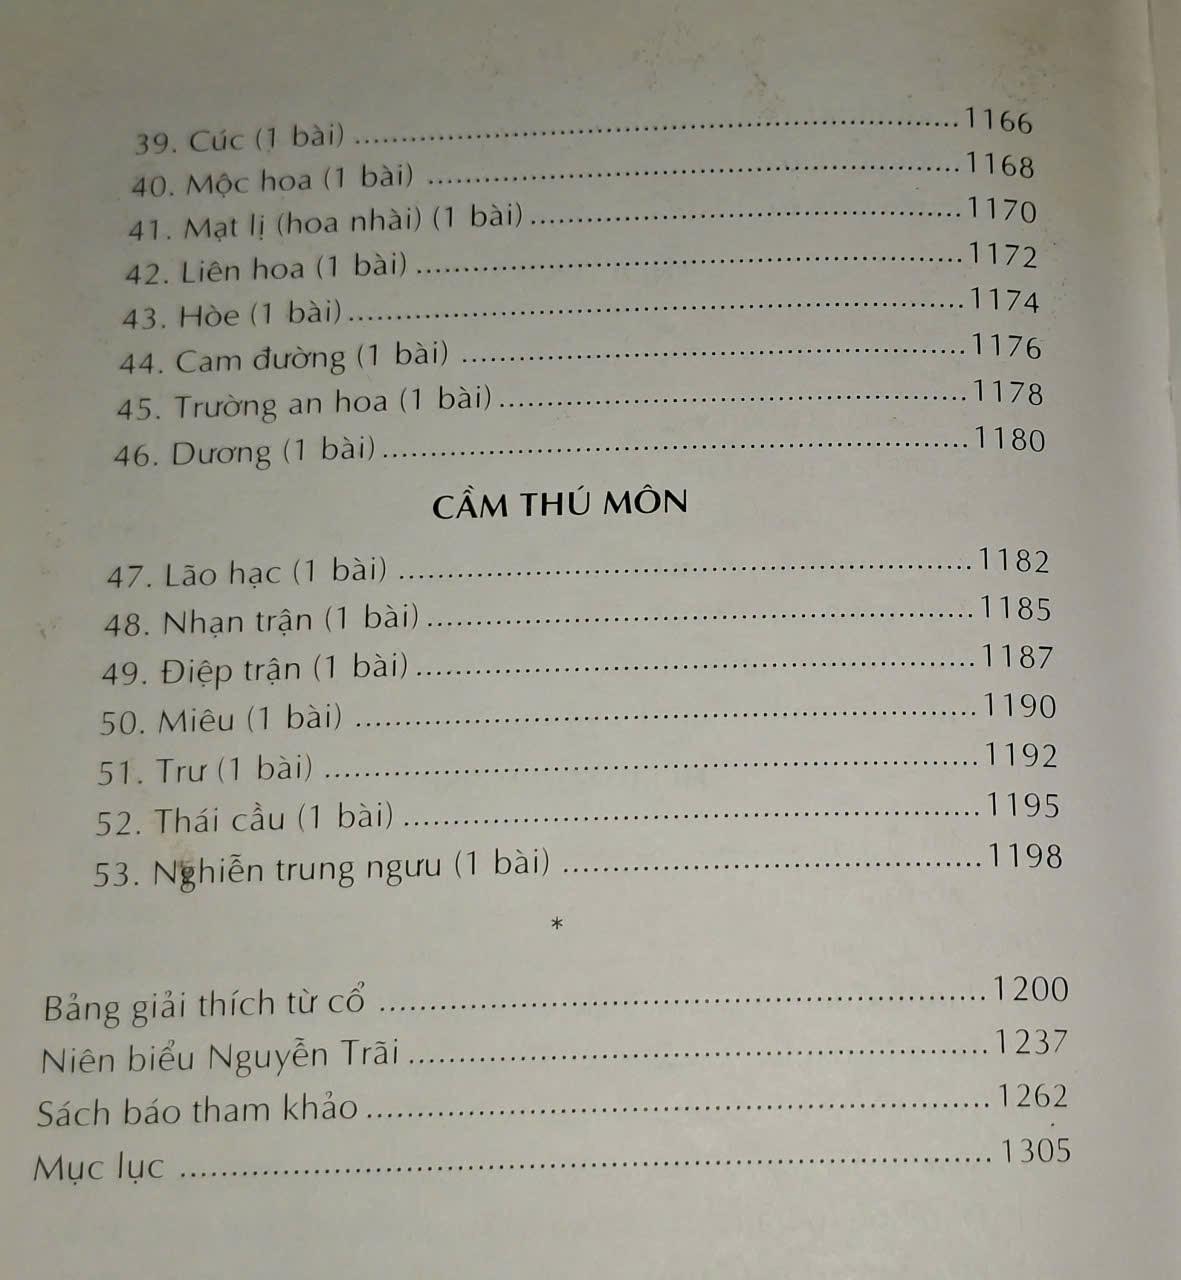 39. Cúc (1 bài) ........................................ 1166
40. Mộc hoa (1 bài) ........................................ 1168
41. Mạt lị (hoa nhài) (1 bài) ........................................ 1170
42. Liên hoa (1 bài) ........................................ 1172
43. Hòe (1 bài) ........................................ 1174
44. Cam đường (1 bài) ........................................ 1176
45. Trường an hoa (1 bài) ........................................ 1178
46. Dương (1 bài) ........................................ 1180
CẦM THÚ MÔN
47. Lão hạc (1 bài) ........................................ 1182
48. Nhạn trận (1 bài) ........................................ 1185
49. Điệp trận (1 bài) ........................................ 1187
50. Miêu (1 bài) ........................................ 1190
51. Trư (1 bài) ........................................ 1192
52. Thái cầu (1 bài) ........................................ 1195
53. Nghiễn trung ngưu (1 bài) ........................................ 1198
*
Bảng giải thích từ cổ ........................................ 1200
Niên biểu Nguyễn Trãi ........................................ 1237
Sách báo tham khảo ........................................ 1262
Mục lục ........................................ 1305